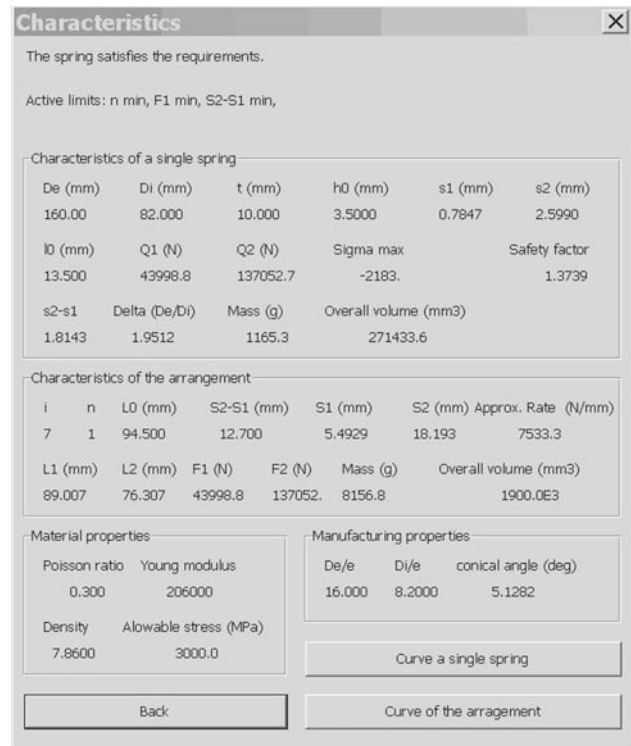 Characteristics
The spring satisfies the requirements.
Active limits: n min, F1 min, S2-S1 min,
Characteristics of a single spring
De (mm) Di (mm) t (mm) h0 (mm) s1 (mm) s2 (mm)
160.00 82.000 10.000 3.5000 0.7847 2.5990
l0 (mm) Q1 (N) Q2 (N) Sigma max Safety factor
13.500 43998.8 137052.7 -2183. 1.3739
s2-s1 Delta (De/Di) Mass (g) Overall volume (mm3)
1.8143 1.9512 1165.3 271433.6
Characteristics of the arrangement
i n L0 (mm) S2-S1 (mm) S1 (mm) S2 (mm) Approx. Rate (N/mm)
7 1 94.500 12.700 5.4929 18.193 7533.3
L1 (mm) L2 (mm) F1 (N) F2 (N) Mass (g) Overall volume (mm3)
89.007 76.307 43998.8 137052. 8156.8 1900.0E3
Material properties
Poisson ratio Young modulus
0.300 206000
Density Alowable stress (MPa)
7.8600 3000.0
Manufacturing properties
De/e Di/e conical angle (deg)
16.000 8.2000 5.1282
Curve a single spring
Back
Curve of the arragement